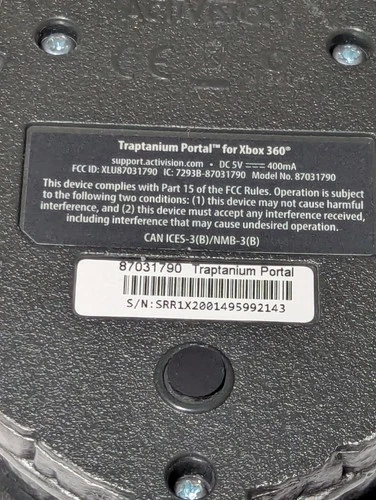 ACTIVISION
CE
Traptanium Portal™ for Xbox 360®
support.activision.com • DC 5V ⎓ 400mA
FCC ID: XLU87031790 IC: 7293B-87031790 Model No. 87031790
This device complies with Part 15 of the FCC Rules. Operation is subject
to the following two conditions: (1) this device may not cause harmful
interference, and (2) this device must accept any interference received,
including interference that may cause undesired operation.
CAN ICES-3(B)/NMB-3(B)
87031790 Traptanium Portal
S/N:SRR1X2001495992143